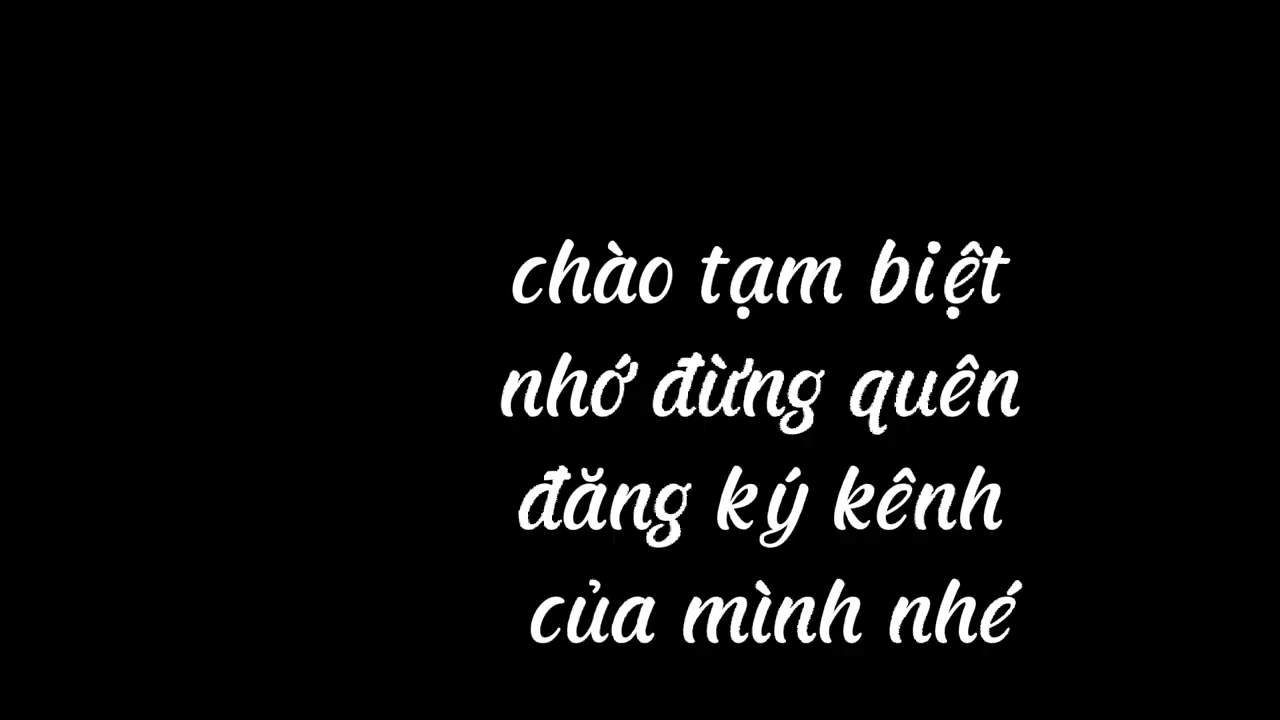 chào tạm biệt
nhớ đừng quên
đăng ký kênh
của mình nhé